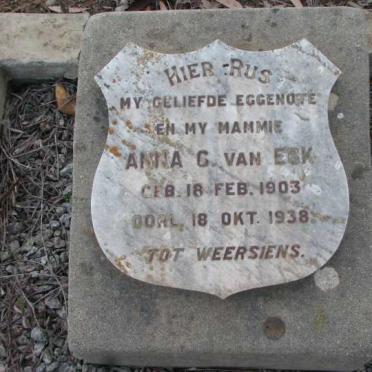 HIER RUS
MY GELIEFDE EGGENOTE
EN MY MAMMIE
ANNA C. VAN ECK
GEB. 18 FEB. 1903
OORL. 18 OKT. 1938
TOT WEERSIENS.